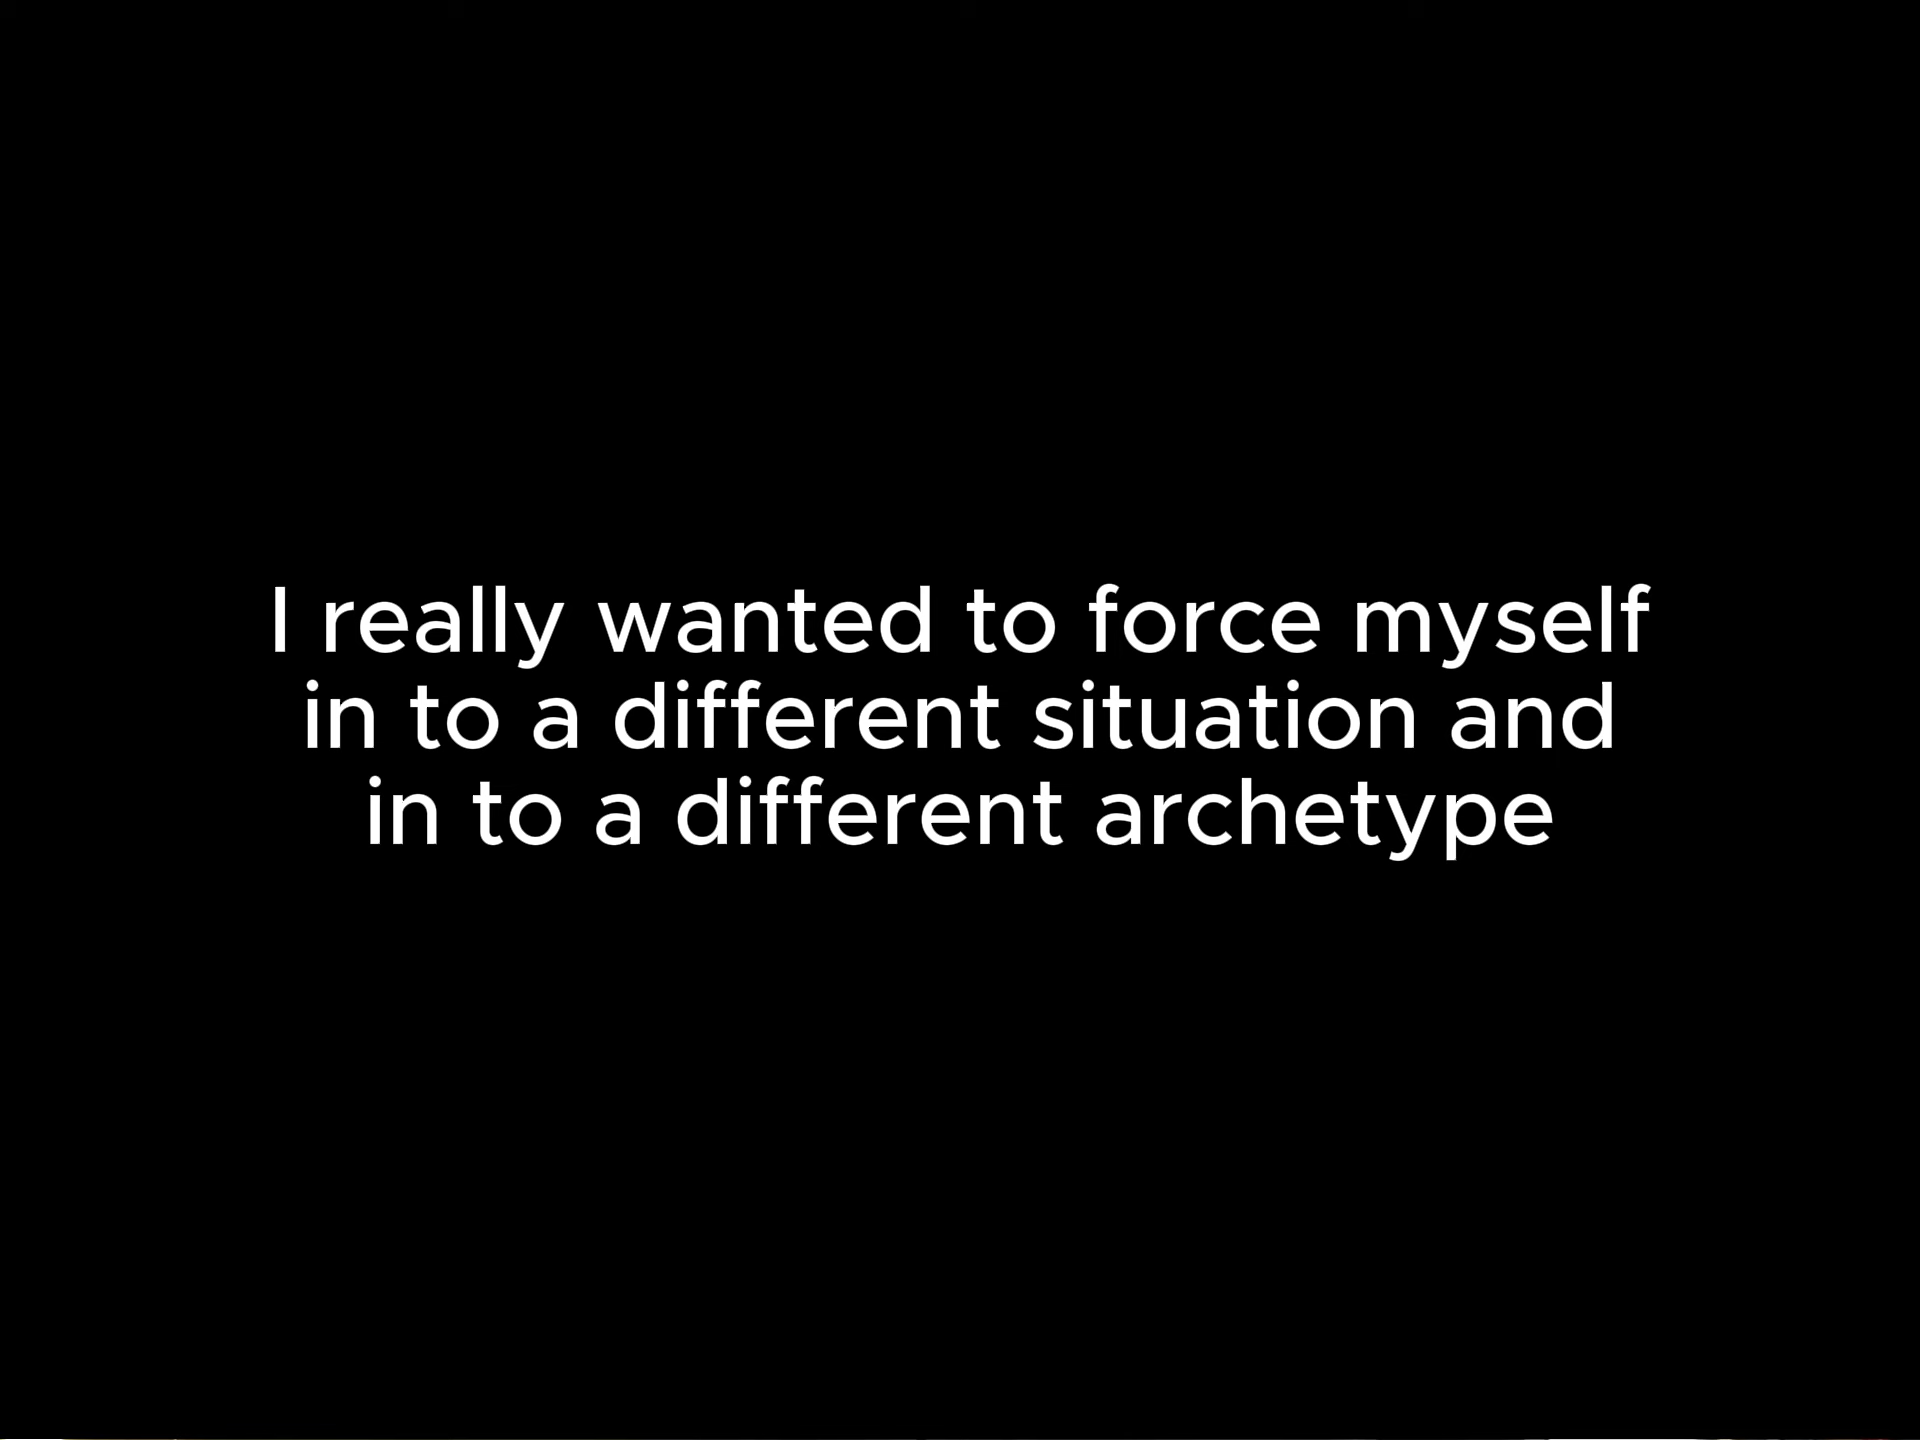 I really wanted to force myself
in to a different situation and
in to a different archetype